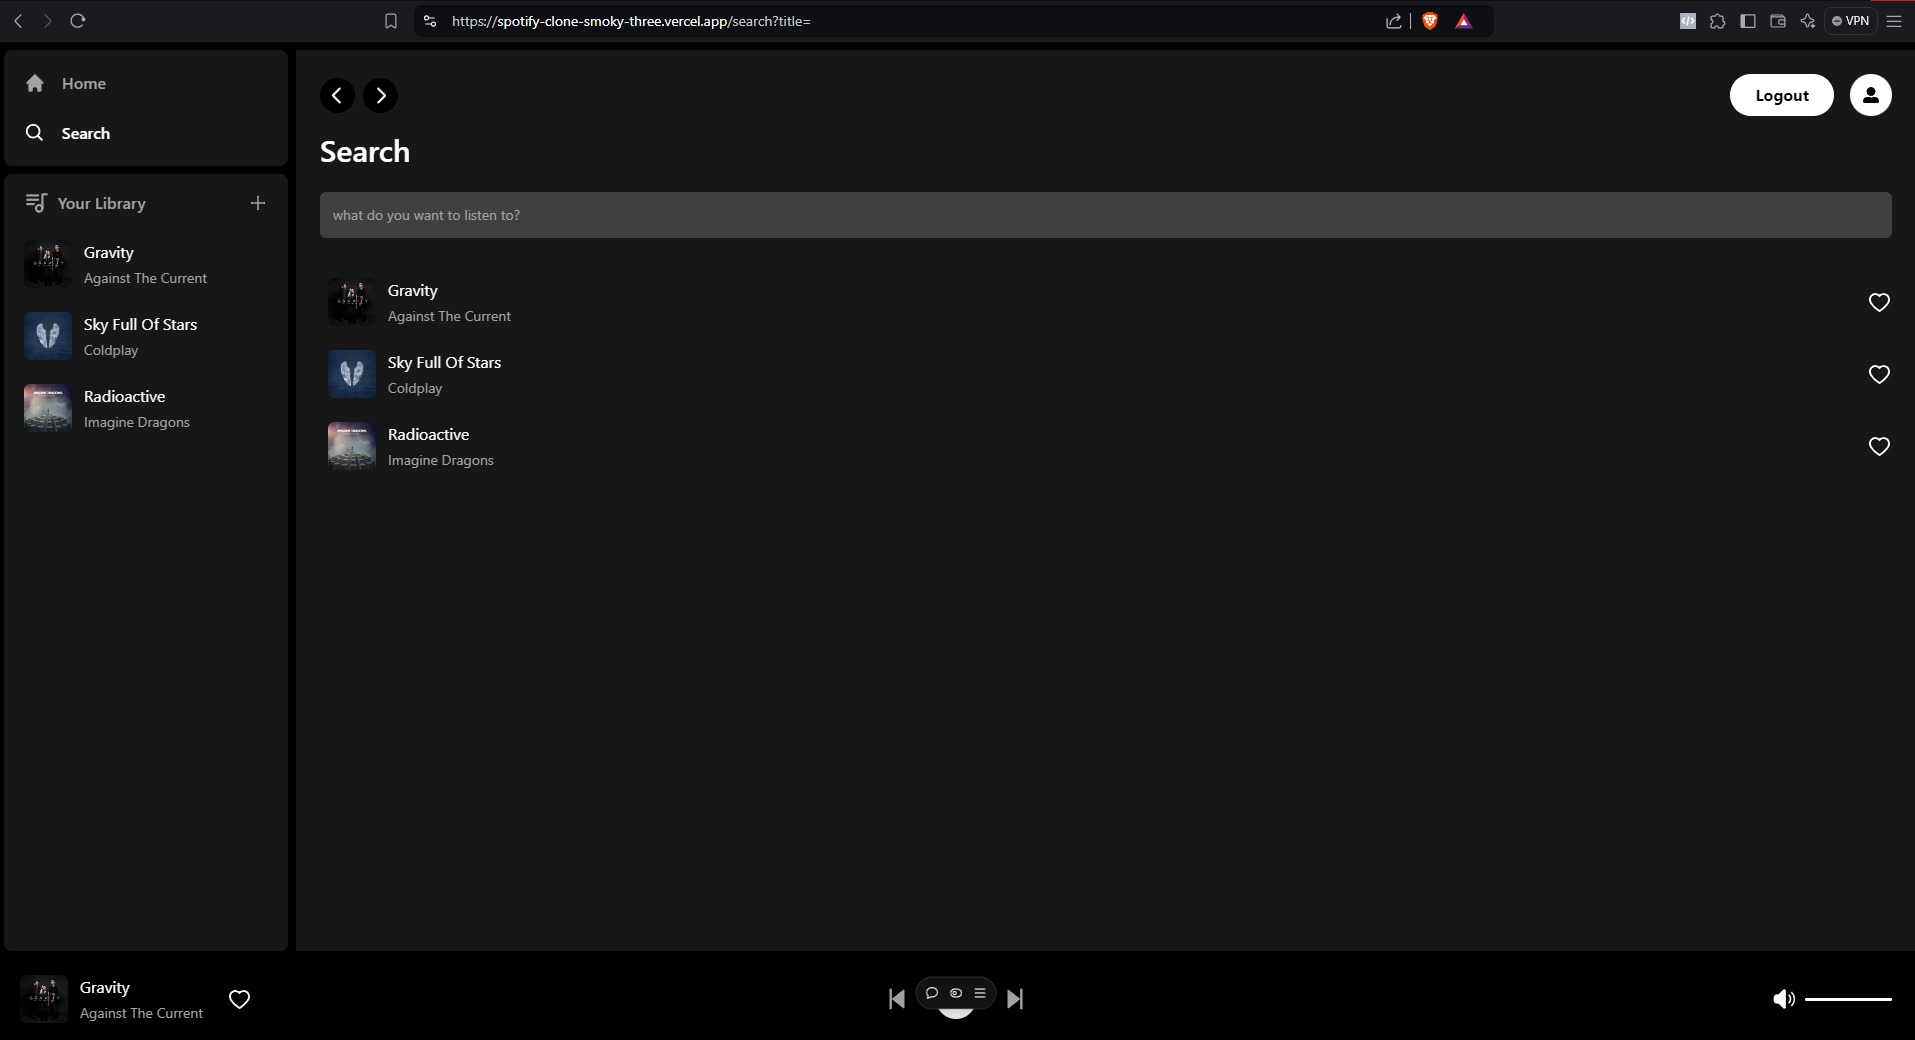 https://spotify-clone-smoky-three.vercel.app/search?title=
VPN
Home
Search
Your Library
Gravity
Against The Current
Sky Full Of Stars
Coldplay
Radioactive
Imagine Dragons
Logout
Search
what do you want to listen to?
Gravity
Against The Current
Sky Full Of Stars
Coldplay
Radioactive
Imagine Dragons
Gravity
Against The Current